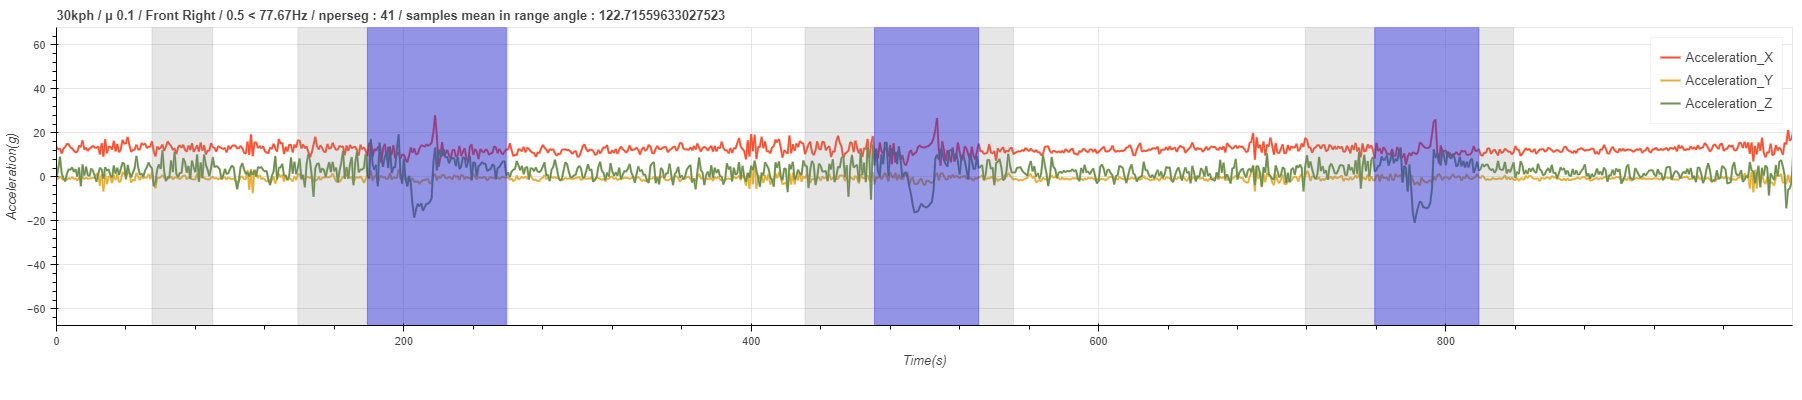 30kph / µ 0.1 / Front Right / 0.5 < 77.67Hz / nperseg : 41 / samples mean in range angle : 122.71559633027523
60
40
20
0
−20
−40
−60
Acceleration(g)
Acceleration_X
Acceleration_Y
Acceleration_Z
0 200 400 600 800
Time(s)